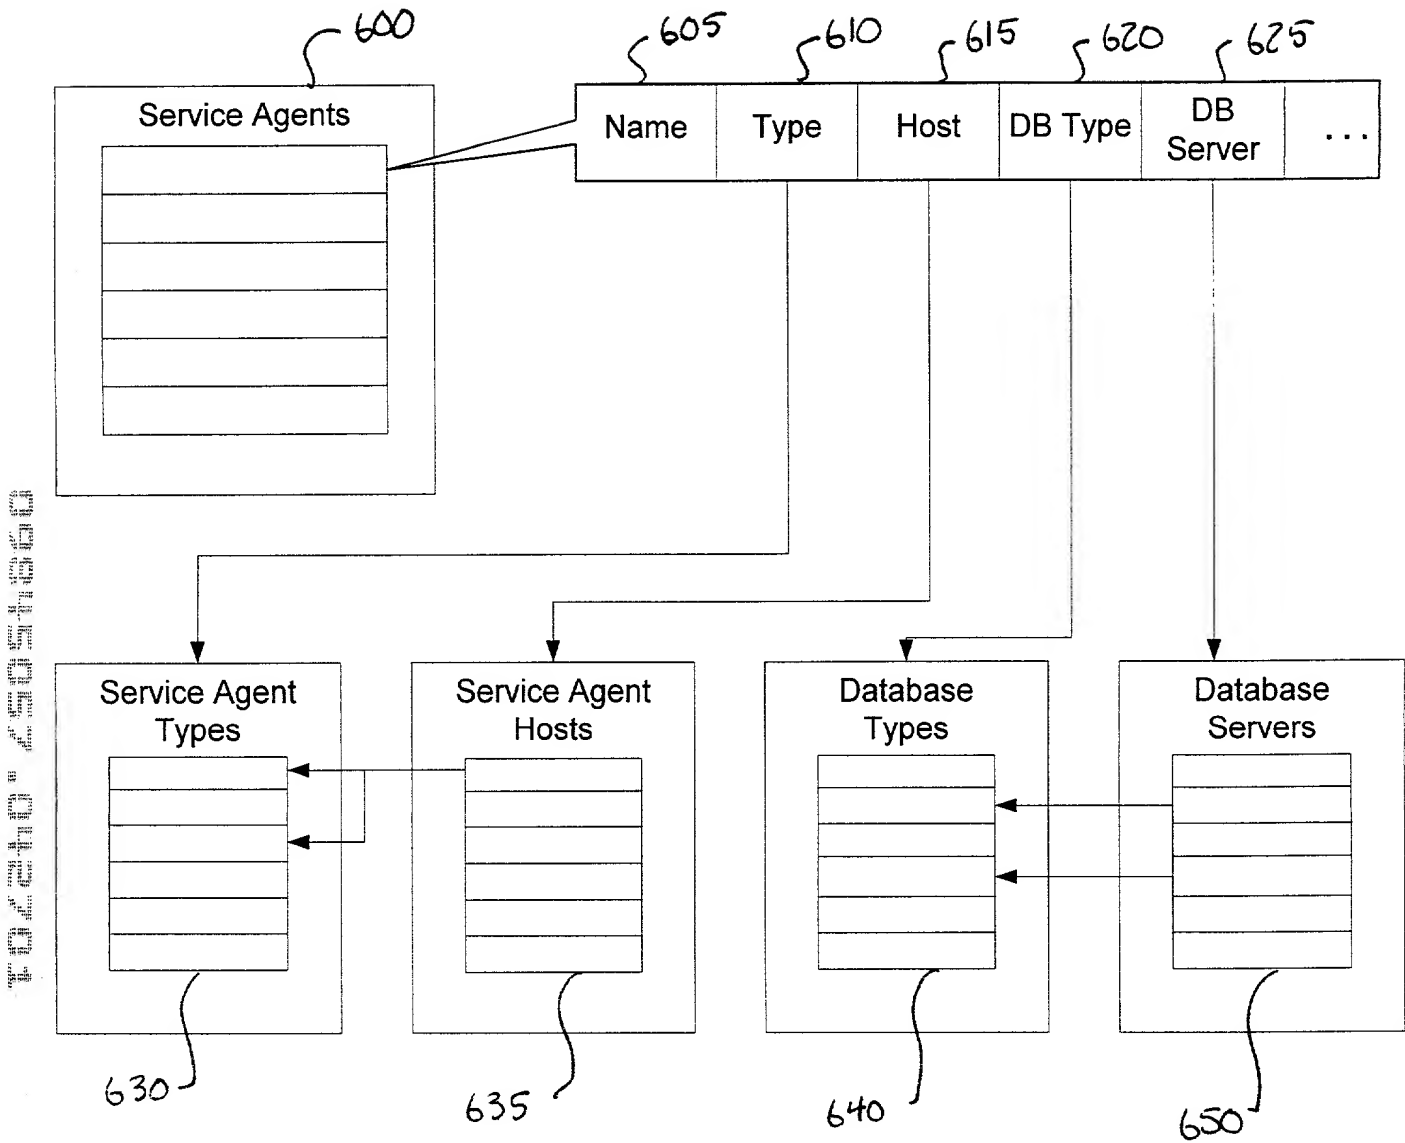 600
605
610
615
620
625
Service Agents
Name
Type
Host
DB Type
DB
Server
...
Service Agent
Types
Service Agent
Hosts
Database
Types
Database
Servers
630
635
640
650